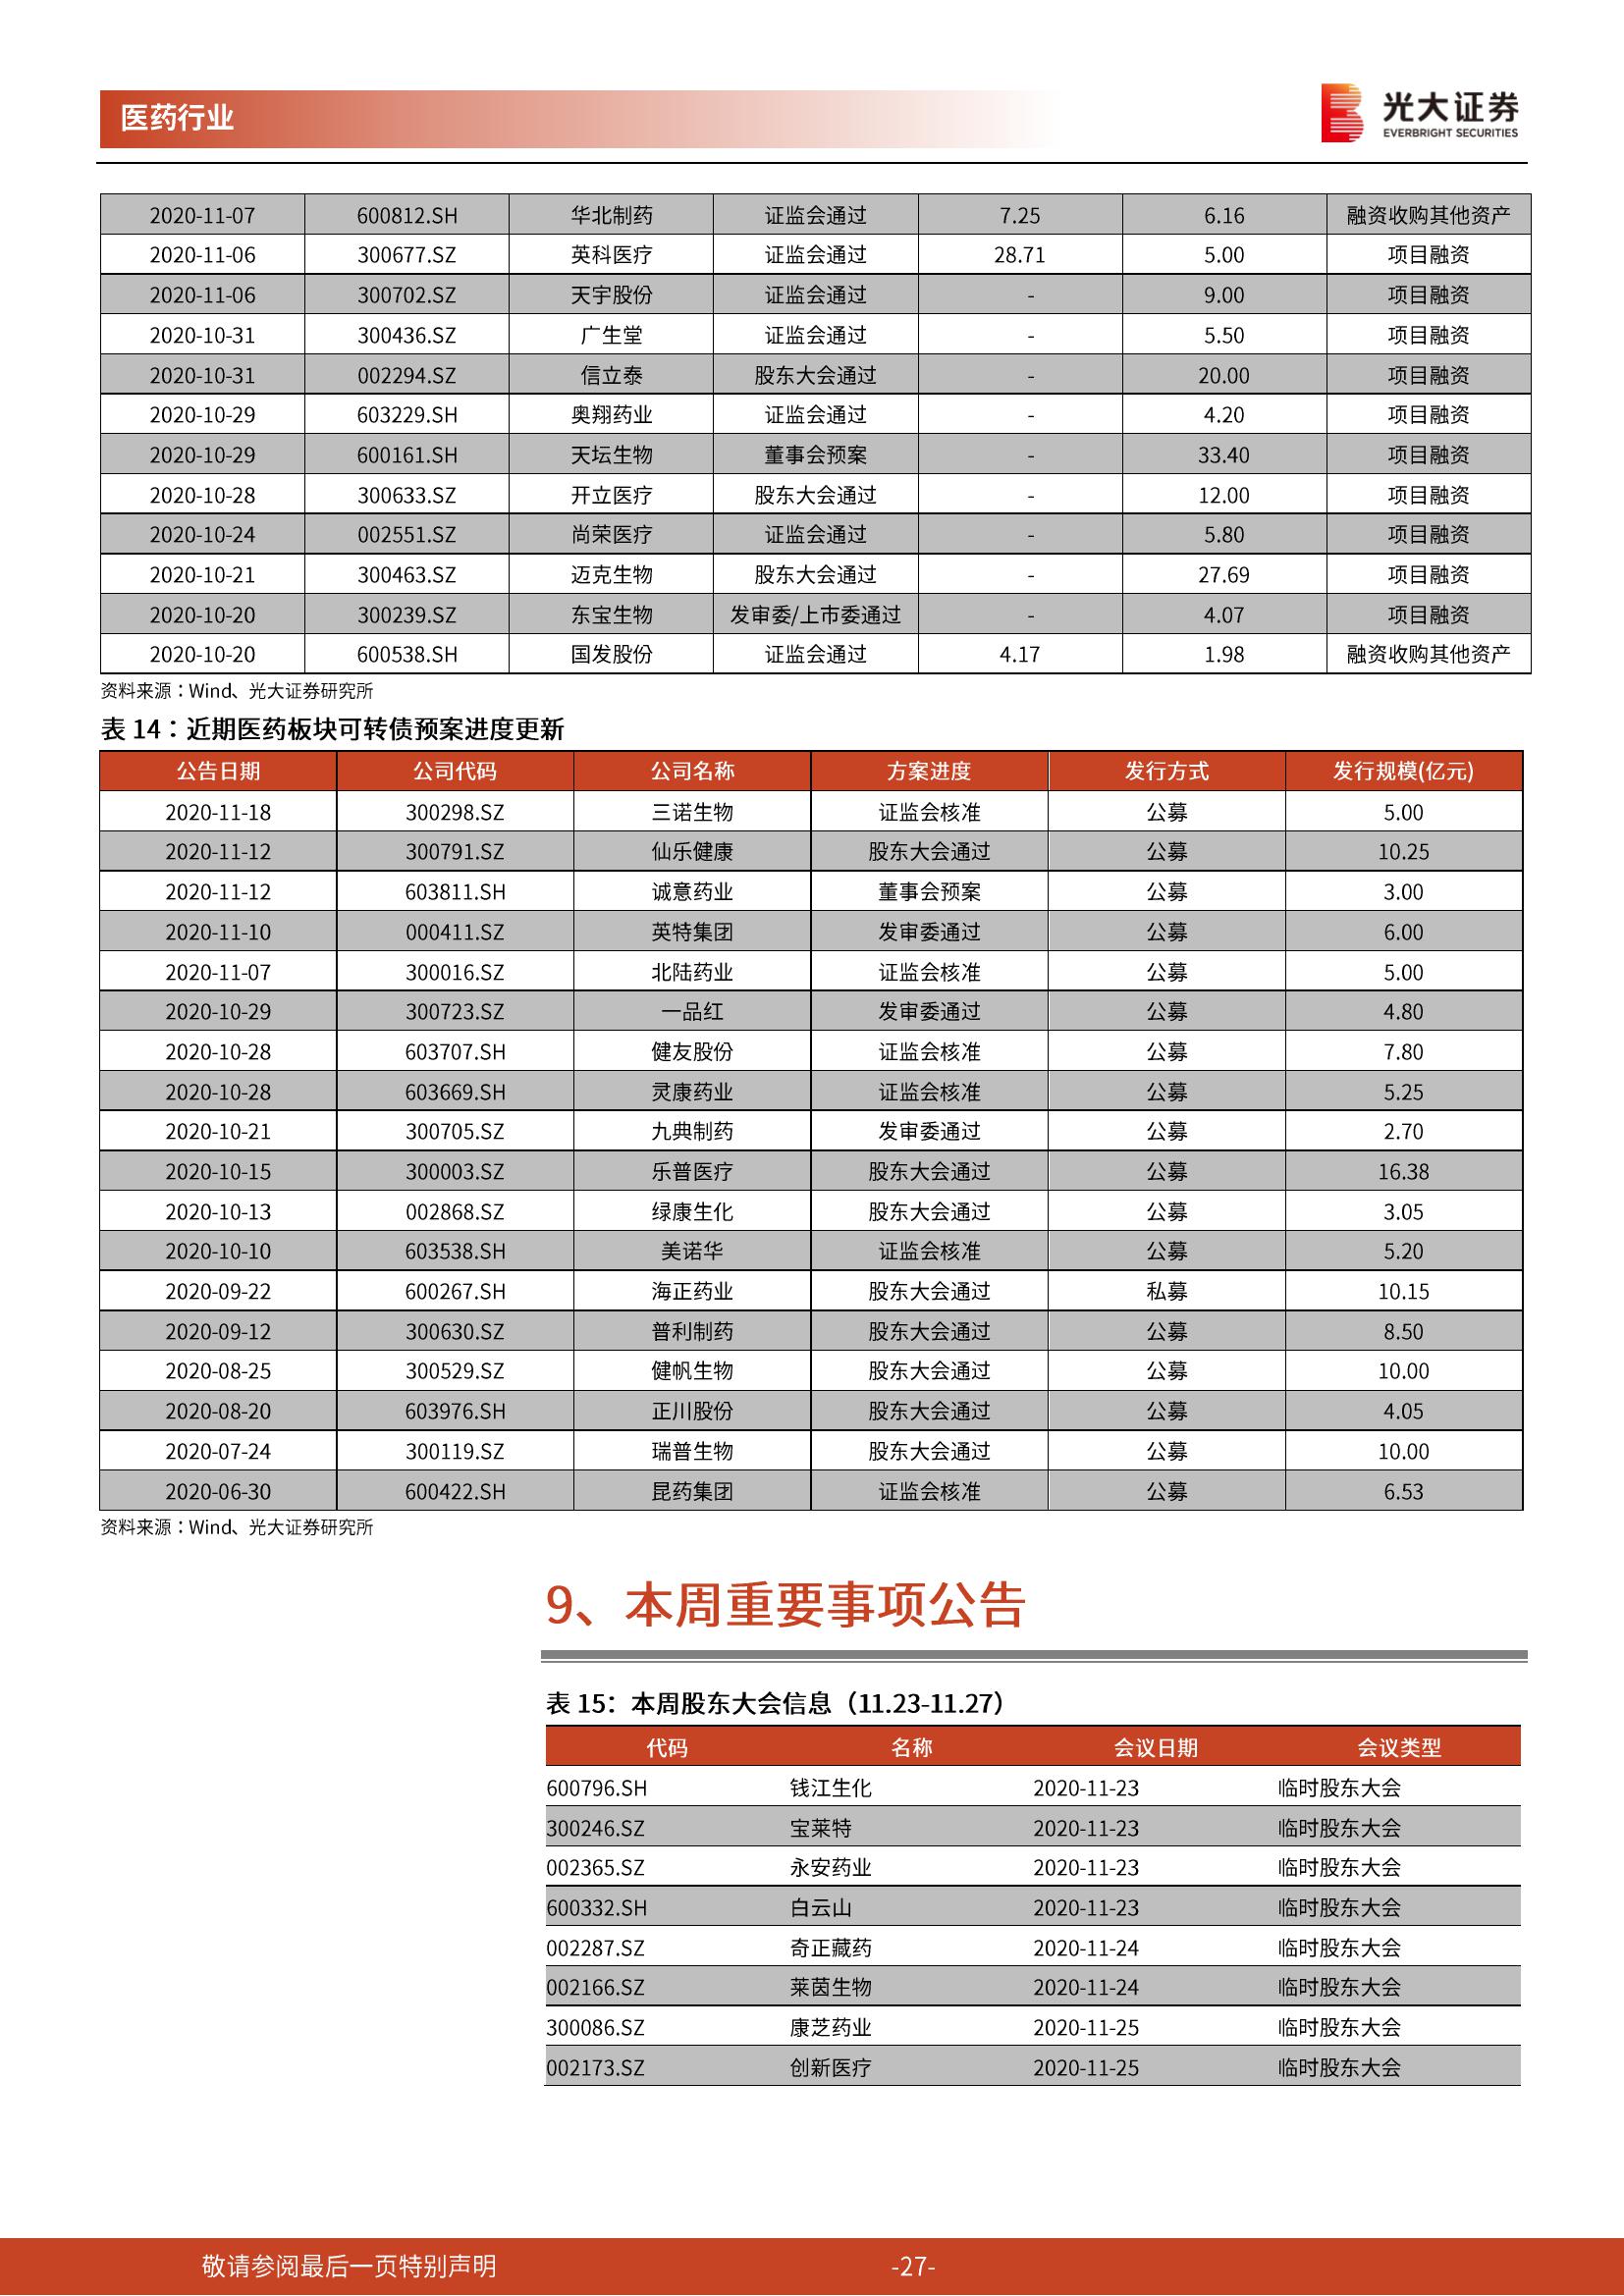 医药行业
光大证券
EVERBRIGHT SECURITIES
2020-11-07 600812.SH 华北制药 证监会通过 7.25 6.16 融资收购其他资产
2020-11-06 300677.SZ 英科医疗 证监会通过 28.71 5.00 项目融资
2020-11-06 300702.SZ 天宇股份 证监会通过 - 9.00 项目融资
2020-10-31 300436.SZ 广生堂 证监会通过 - 5.50 项目融资
2020-10-31 002294.SZ 信立泰 股东大会通过 - 20.00 项目融资
2020-10-29 603229.SH 奥翔药业 证监会通过 - 4.20 项目融资
2020-10-29 600161.SH 天坛生物 董事会预案 - 33.40 项目融资
2020-10-28 300633.SZ 开立医疗 股东大会通过 - 12.00 项目融资
2020-10-24 002551.SZ 尚荣医疗 证监会通过 - 5.80 项目融资
2020-10-21 300463.SZ 迈克生物 股东大会通过 - 27.69 项目融资
2020-10-20 300239.SZ 东宝生物 发审委/上市委通过 - 4.07 项目融资
2020-10-20 600538.SH 国发股份 证监会通过 4.17 1.98 融资收购其他资产
资料来源：Wind、光大证券研究所
表 14：近期医药板块可转债预案进度更新
公告日期 公司代码 公司名称 方案进度 发行方式 发行规模(亿元)
2020-11-18 300298.SZ 三诺生物 证监会核准 公募 5.00
2020-11-12 300791.SZ 仙乐健康 股东大会通过 公募 10.25
2020-11-12 603811.SH 诚意药业 董事会预案 公募 3.00
2020-11-10 000411.SZ 英特集团 发审委通过 公募 6.00
2020-11-07 300016.SZ 北陆药业 证监会核准 公募 5.00
2020-10-29 300723.SZ 一品红 发审委通过 公募 4.80
2020-10-28 603707.SH 健友股份 证监会核准 公募 7.80
2020-10-28 603669.SH 灵康药业 证监会核准 公募 5.25
2020-10-21 300705.SZ 九典制药 发审委通过 公募 2.70
2020-10-15 300003.SZ 乐普医疗 股东大会通过 公募 16.38
2020-10-13 002868.SZ 绿康生化 股东大会通过 公募 3.05
2020-10-10 603538.SH 美诺华 证监会核准 公募 5.20
2020-09-22 600267.SH 海正药业 股东大会通过 私募 10.15
2020-09-12 300630.SZ 普利制药 股东大会通过 公募 8.50
2020-08-25 300529.SZ 健帆生物 股东大会通过 公募 10.00
2020-08-20 603976.SH 正川股份 股东大会通过 公募 4.05
2020-07-24 300119.SZ 瑞普生物 股东大会通过 公募 10.00
2020-06-30 600422.SH 昆药集团 证监会核准 公募 6.53
资料来源：Wind、光大证券研究所
9、本周重要事项公告
表 15：本周股东大会信息（11.23-11.27）
代码 名称 会议日期 会议类型
600796.SH 钱江生化 2020-11-23 临时股东大会
300246.SZ 宝莱特 2020-11-23 临时股东大会
002365.SZ 永安药业 2020-11-23 临时股东大会
600332.SH 白云山 2020-11-23 临时股东大会
002287.SZ 奇正藏药 2020-11-24 临时股东大会
002166.SZ 莱茵生物 2020-11-24 临时股东大会
300086.SZ 康芝药业 2020-11-25 临时股东大会
002173.SZ 创新医疗 2020-11-25 临时股东大会
敬请参阅最后一页特别声明
-27-